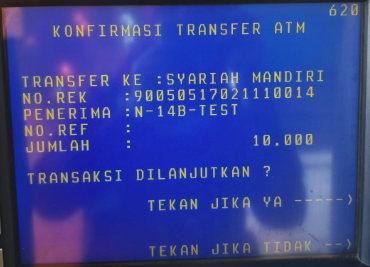 620
KONFIRMASI TRANSFER ATM
TRANSFER KE :SYARIAH MANDIRI
NO.REK :90050517021110014
PENERIMA :N-14B-TEST
NO.REF :
JUMLAH : 10.000
TRANSAKSI DILANJUTKAN ?
TEKAN JIKA YA -----)
TEKAN JIKA TIDAK --)